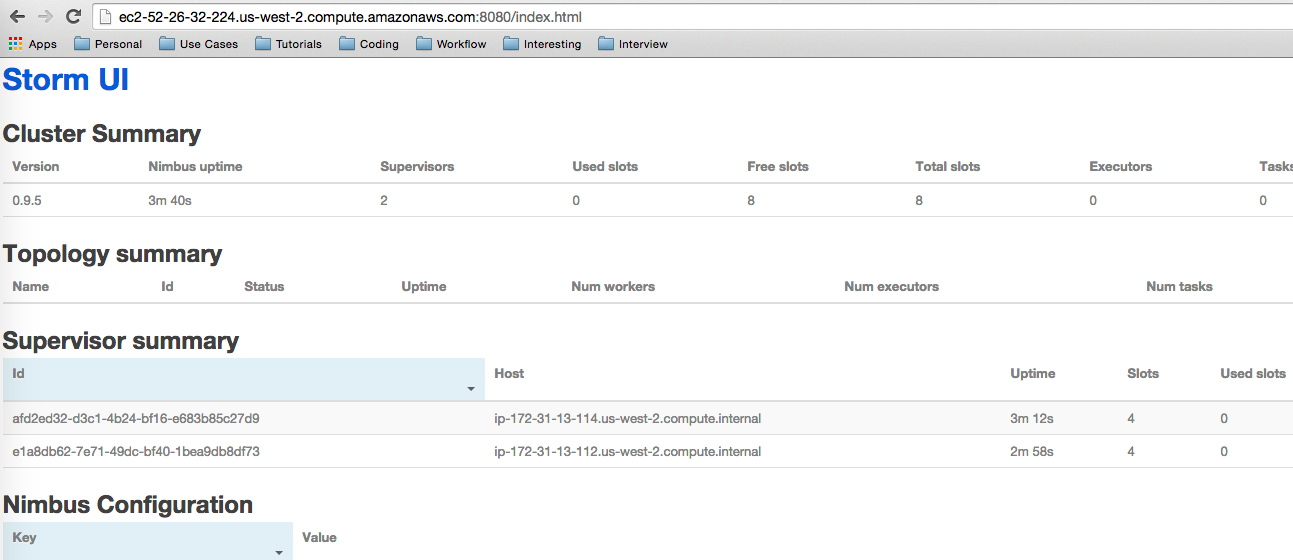 ec2-52-26-32-224.us-west-2.compute.amazonaws.com:8080/index.html
Apps Personal Use Cases Tutorials Coding Workflow Interesting Interview
Storm UI
Cluster Summary
Version Nimbus uptime Supervisors Used slots Free slots Total slots Executors Tasks
0.9.5 3m 40s 2 0 8 8 0 0
Topology summary
Name Id Status Uptime Num workers Num executors Num tasks
Supervisor summary
Id Host Uptime Slots Used slots
afd2ed32-d3c1-4b24-bf16-e683b85c27d9 ip-172-31-13-114.us-west-2.compute.internal 3m 12s 4 0
e1a8db62-7e71-49dc-bf40-1bea9db8df73 ip-172-31-13-112.us-west-2.compute.internal 2m 58s 4 0
Nimbus Configuration
Key Value